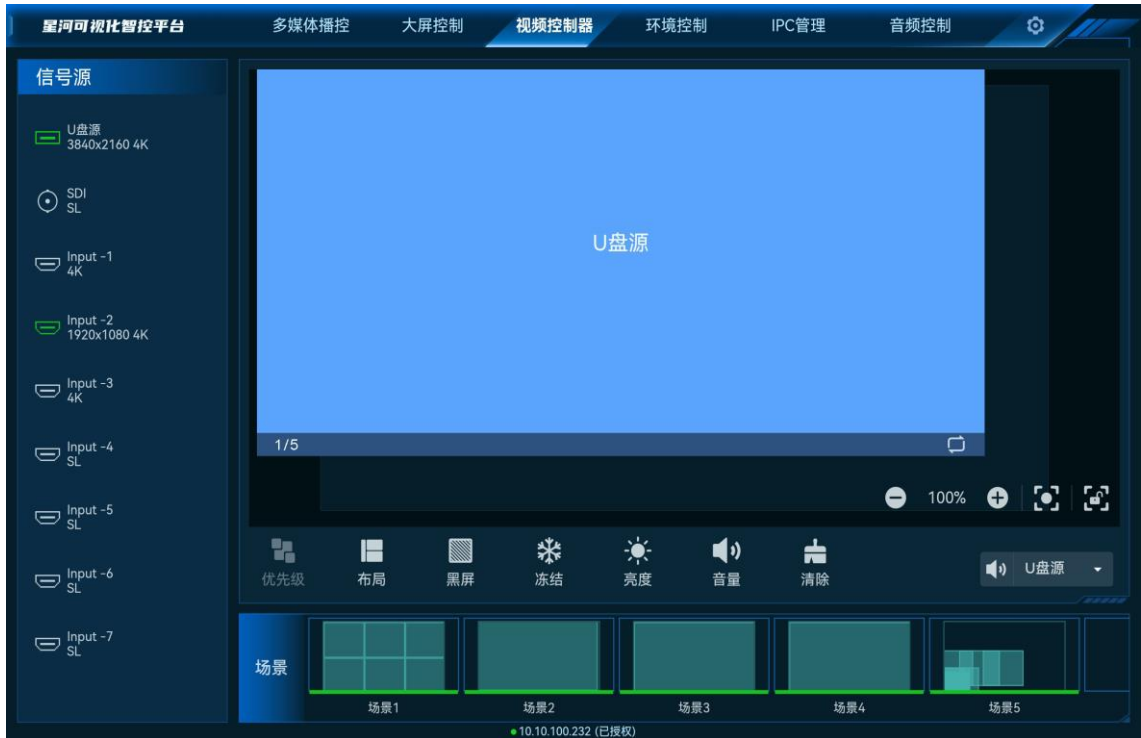 星河可视化智控平台
多媒体播控
大屏控制
视频控制器
环境控制
IPC管理
音频控制
信号源
U盘源
3840x2160 4K
SDI
SL
Input -1
4K
Input -2
1920x1080 4K
Input -3
4K
Input -4
SL
Input -5
SL
Input -6
SL
Input -7
SL
U盘源
1/5
100%
优先级
布局
黑屏
冻结
亮度
音量
清除
U盘源
场景
场景1
场景2
场景3
场景4
场景5
10.10.100.232 (已授权)